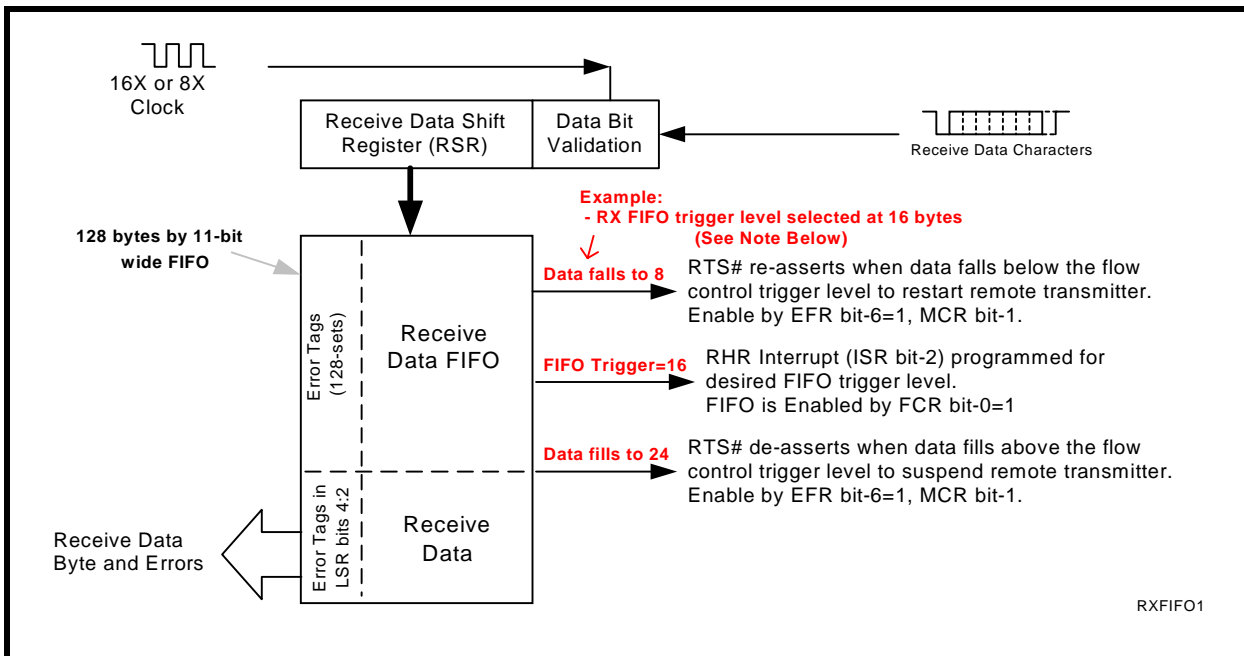 16X or 8X
Clock
Receive Data Shift
Register (RSR)
Data Bit
Validation
Receive Data Characters
Example:
- RX FIFO trigger level selected at 16 bytes
(See Note Below)
128 bytes by 11-bit
wide FIFO
Data falls to 8
RTS# re-asserts when data falls below the flow
control trigger level to restart remote transmitter.
Enable by EFR bit-6=1, MCR bit-1.
Error Tags
(128-sets)
Receive
Data FIFO
FIFO Trigger=16
RHR Interrupt (ISR bit-2) programmed for
desired FIFO trigger level.
FIFO is Enabled by FCR bit-0=1
Data fills to 24
RTS# de-asserts when data fills above the flow
control trigger level to suspend remote transmitter.
Enable by EFR bit-6=1, MCR bit-1.
Error Tags in
LSR bits 4:2
Receive
Data
Receive Data
Byte and Errors
RXFIFO1